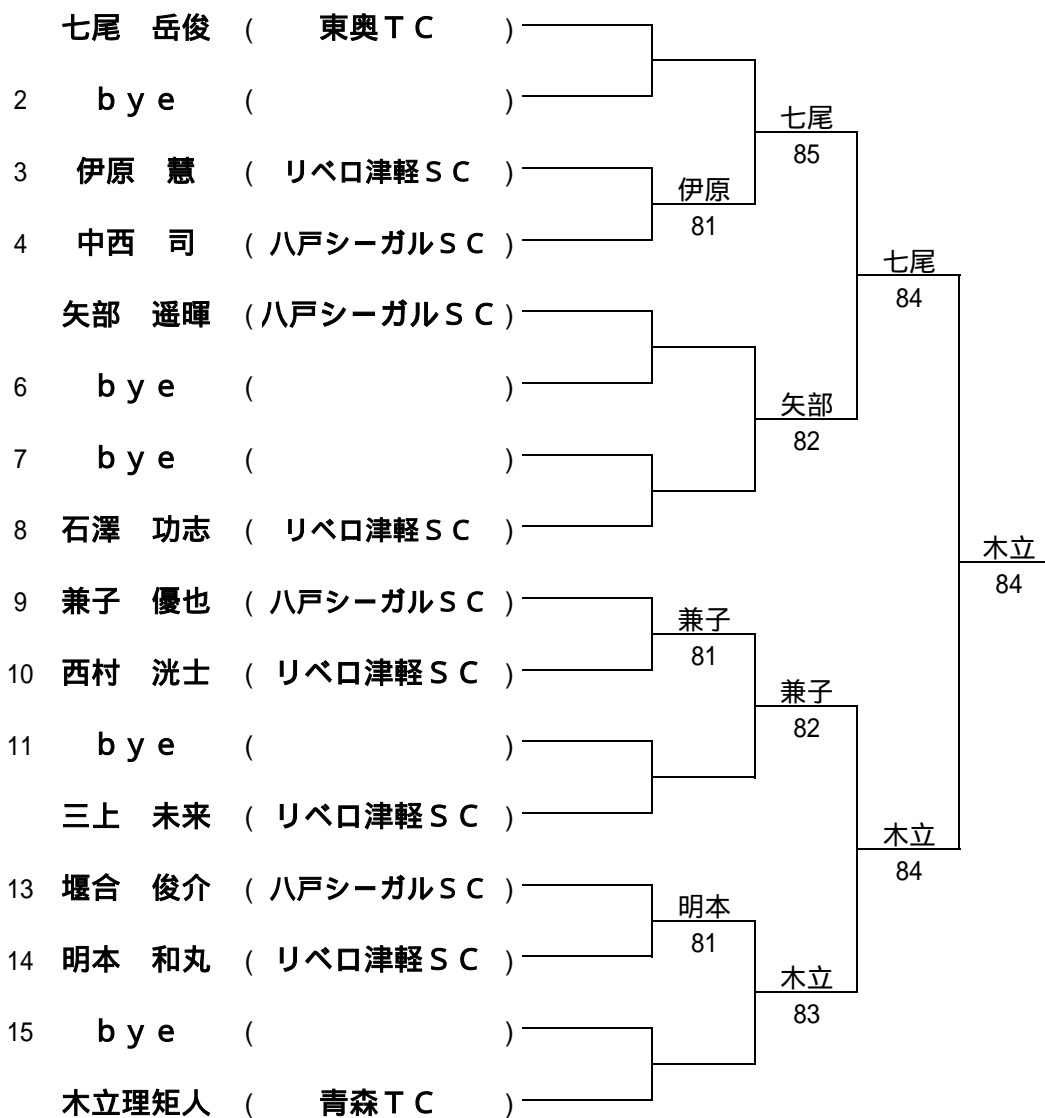 七尾 岳俊 ( 東奥ＴＣ )
2 ｂｙｅ ( )
七尾
85
3 伊原 慧 ( リベロ津軽ＳＣ )
伊原
81
4 中西 司 ( 八戸シーガルＳＣ )
七尾
84
矢部 遥暉 ( 八戸シーガルＳＣ )
6 ｂｙｅ ( )
矢部
82
7 ｂｙｅ ( )
8 石澤 功志 ( リベロ津軽ＳＣ )
木立
84
9 兼子 優也 ( 八戸シーガルＳＣ )
兼子
81
10 西村 洸士 ( リベロ津軽ＳＣ )
兼子
82
11 ｂｙｅ ( )
三上 未来 ( リベロ津軽ＳＣ )
木立
84
13 堰合 俊介 ( 八戸シーガルＳＣ )
明本
81
14 明本 和丸 ( リベロ津軽ＳＣ )
木立
83
15 ｂｙｅ ( )
木立理矩人 ( 青森ＴＣ )